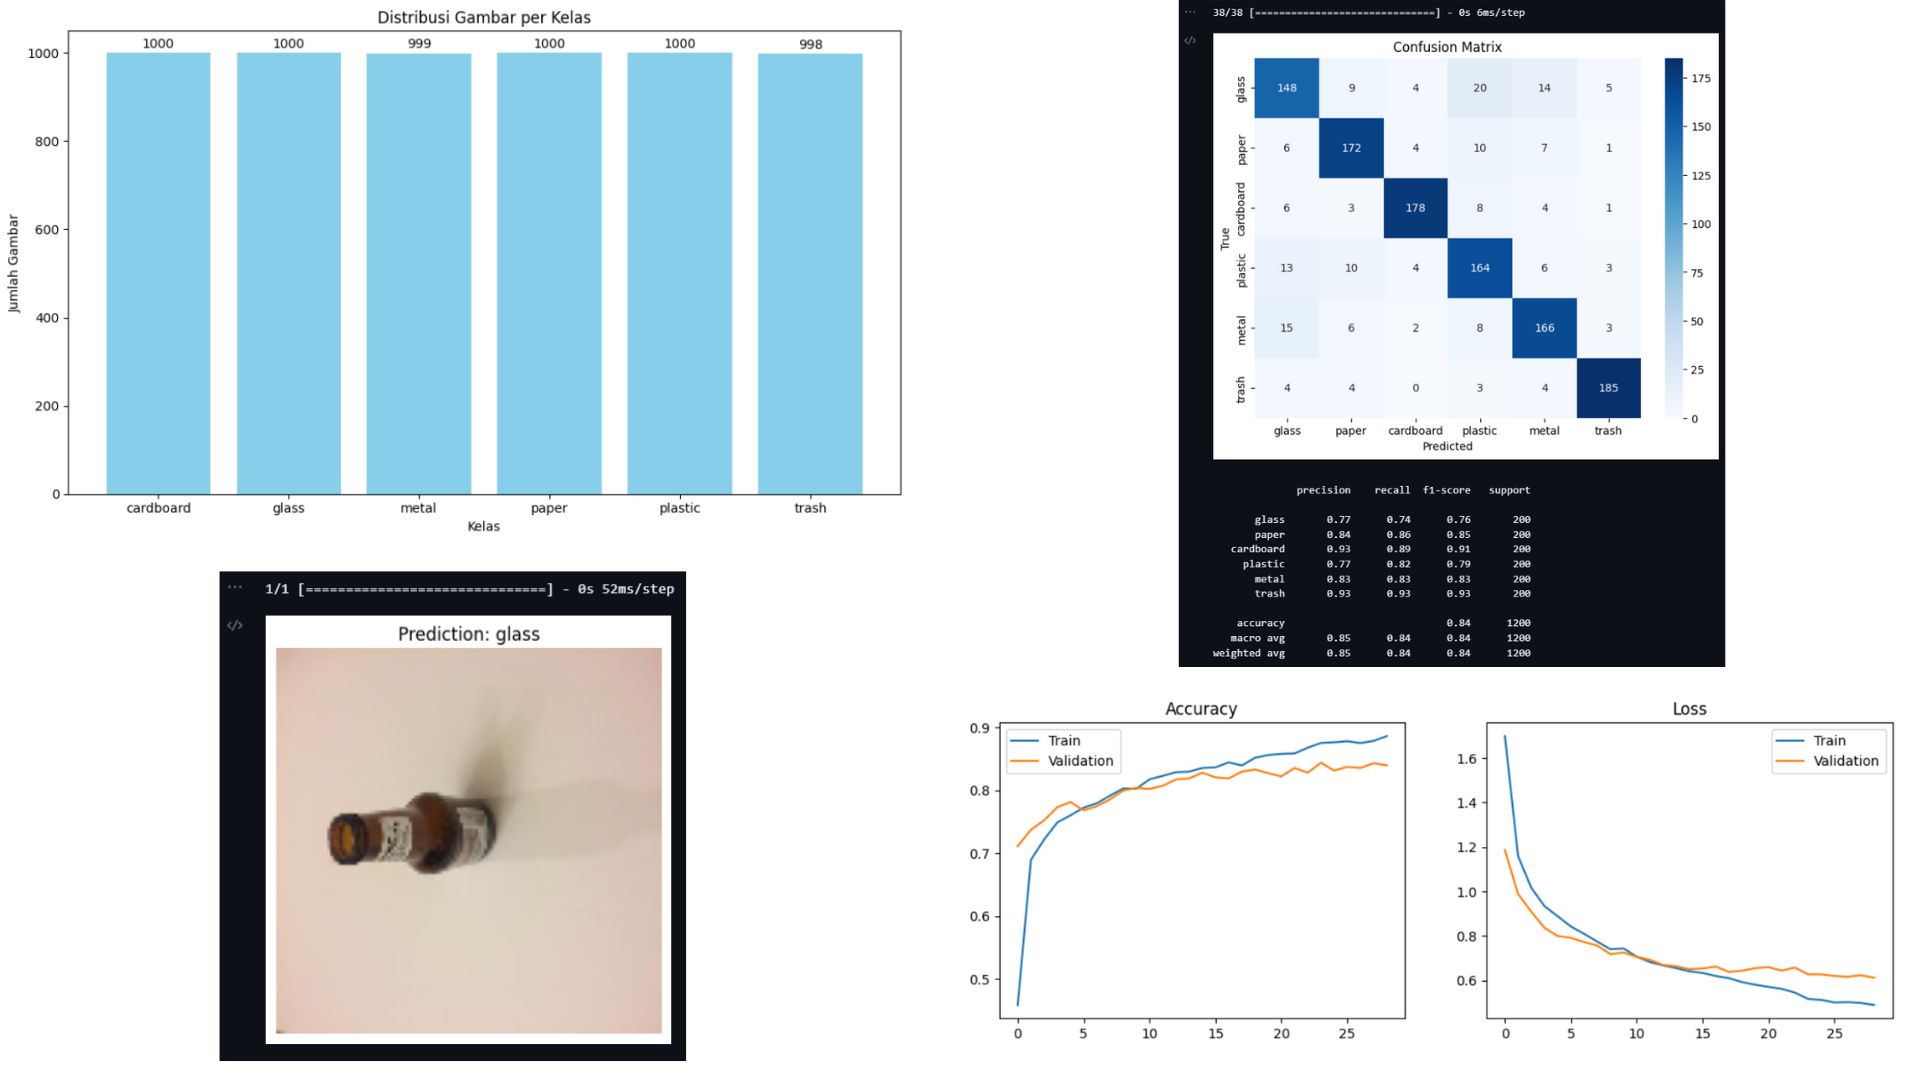 Distribusi Gambar per Kelas
1000 1000 999 1000 1000 998
1000
800
600
400
200
0
Jumlah Gambar
cardboard glass metal paper plastic trash
Kelas
... 38/38 [==============================] - 0s 6ms/step
</>
Confusion Matrix
glass 148 9 4 20 14 5
paper 6 172 4 10 7 1
cardboard 6 3 178 8 4 1
plastic 13 10 4 164 6 3
metal 15 6 2 8 166 3
trash 4 4 0 3 4 185
True
glass paper cardboard plastic metal trash
Predicted
175
150
125
100
75
50
25
0
precision recall f1-score support
glass 0.77 0.74 0.76 200
paper 0.84 0.86 0.85 200
cardboard 0.93 0.89 0.91 200
plastic 0.77 0.82 0.79 200
metal 0.83 0.83 0.83 200
trash 0.93 0.93 0.93 200
accuracy 0.84 1200
macro avg 0.85 0.84 0.84 1200
weighted avg 0.85 0.84 0.84 1200
... 1/1 [==============================] - 0s 52ms/step
</>
Prediction: glass
Accuracy
Train
Validation
0.9
0.8
0.7
0.6
0.5
0 5 10 15 20 25
Loss
Train
Validation
1.6
1.4
1.2
1.0
0.8
0.6
0 5 10 15 20 25